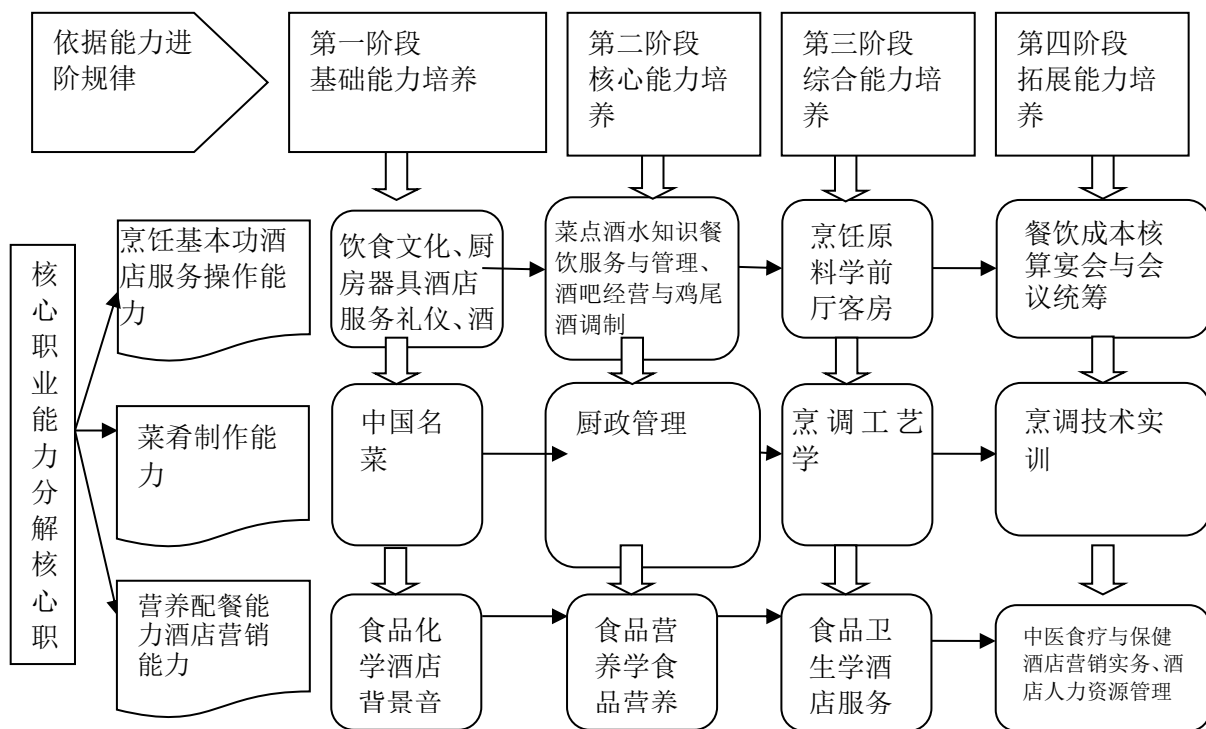 依据能力进
阶规律
第一阶段
基础能力培养
第二阶段
核心能力培
养
第三阶段
综合能力培
养
第四阶段
拓展能力培
养
核
心
职
业
能
力
分
解
核
心
职
烹饪基本功酒
店服务操作能
力
饮食文化、厨
房器具酒店
服务礼仪、酒
菜点酒水知识餐
饮服务与管理、
酒吧经营与鸡尾
酒调制
烹饪原
料学前
厅客房
餐饮成本核
算宴会与会
议统筹
菜肴制作能
力
中国名
菜
厨政管理
烹调工艺
学
烹调技术实
训
营养配餐能
力酒店营销
能力
食品化
学酒店
背景音
食品营
养学食
品营养
食品卫
生学酒
店服务
中医食疗与保健
酒店营销实务、酒
店人力资源管理